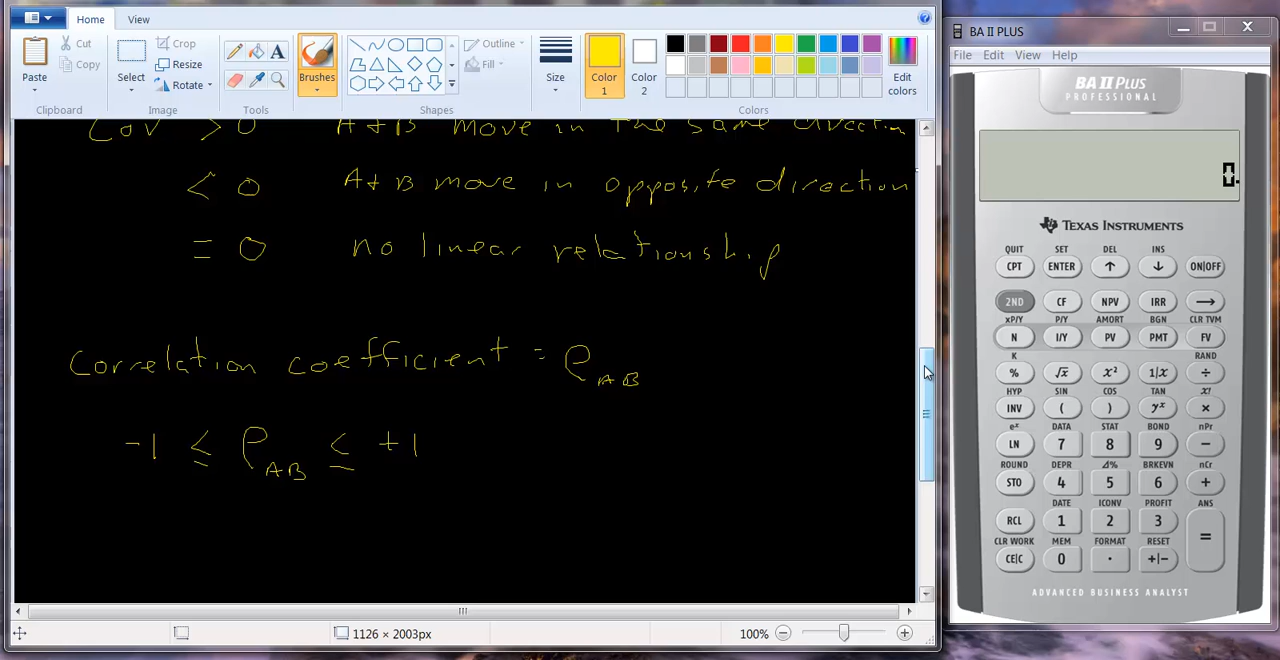 Home View
BA II PLUS
File Edit View Help
Paste
Cut
Copy
Clipboard
Select
Crop
Resize
Rotate
Image
Tools
Brushes
Shapes
Outline
Fill
Size
Color 1
Color 2
Edit colors
Colors
Cov > 0 A + B move in the same direction
< 0 A + B move in opposite direction
= 0 no linear relationship
Correlation coefficient = ρAB
-1 ≤ ρAB ≤ +1
1126 × 2003px
100%
BA II PLUS
PROFESSIONAL
0.
TEXAS INSTRUMENTS
QUIT SET DEL INS
CPT ENTER ↑ ↓ ON|OFF
2ND CF NPV IRR →
xP/Y P/Y AMORT BGN CLR TVM
N I/Y PV PMT FV
K RAND
% √x x² 1/x ÷
HYP SIN COS TAN x!
INV ( ) yˣ ×
eˣ DATA STAT BOND nPr
LN 7 8 9 −
ROUND DEPR Δ% BRKEVN nCr
STO 4 5 6 +
DATE ICONV PROFIT ANS
RCL 1 2 3 =
CLR WORK MEM FORMAT RESET
CE|C 0 . +|−
ADVANCED BUSINESS ANALYST